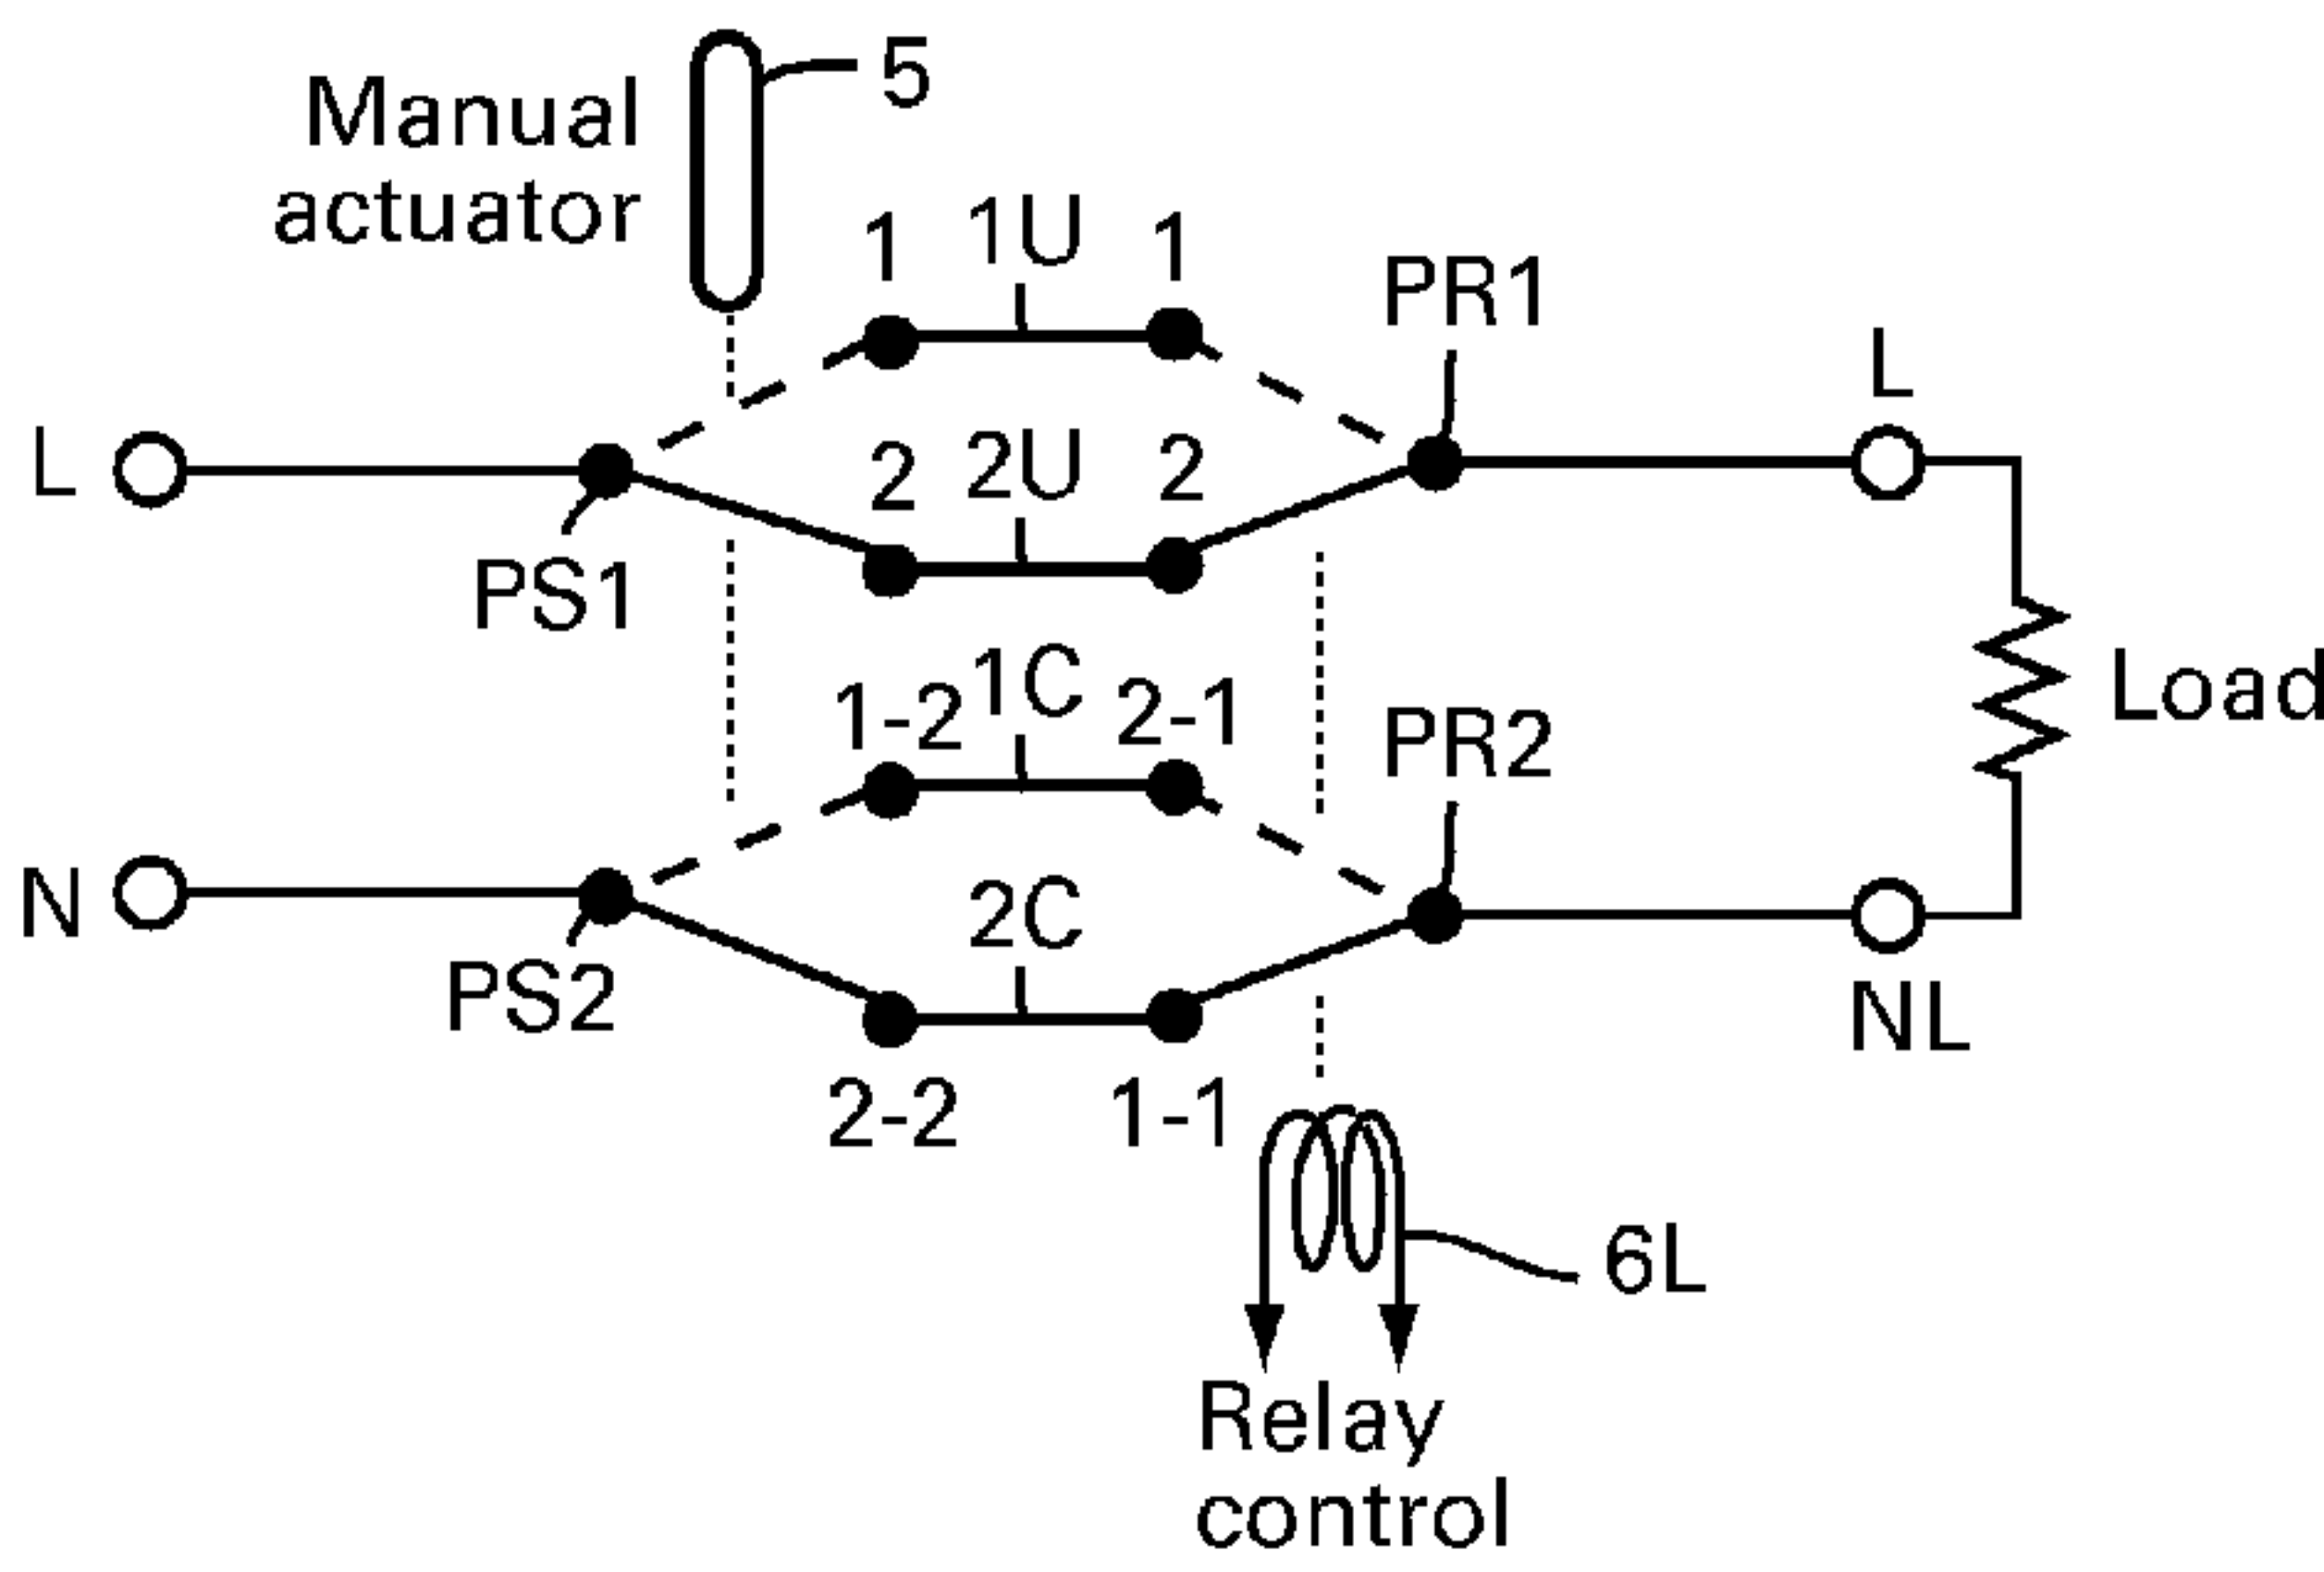 Manual
actuator
5
1
1U
1
PR1
L
L
2
2U
2
PS1
1-2
1C
2-1
Load
PR2
N
2C
PS2
NL
2-2
1-1
6L
Relay
control